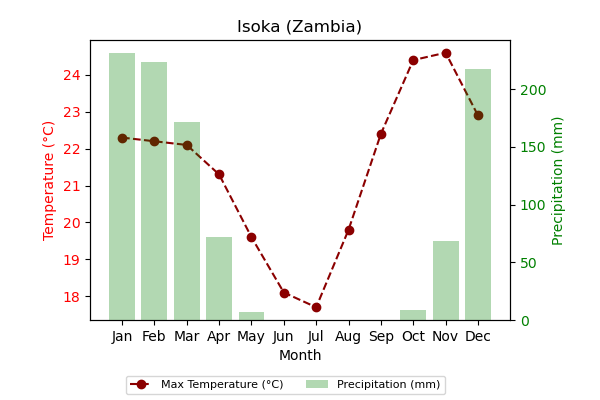 Isoka (Zambia)
Temperature (°C)
24
23
22
21
20
19
18
200
150
100
50
0
Precipitation (mm)
Jan Feb Mar Apr May Jun Jul Aug Sep Oct Nov Dec
Month
Max Temperature (°C) Precipitation (mm)